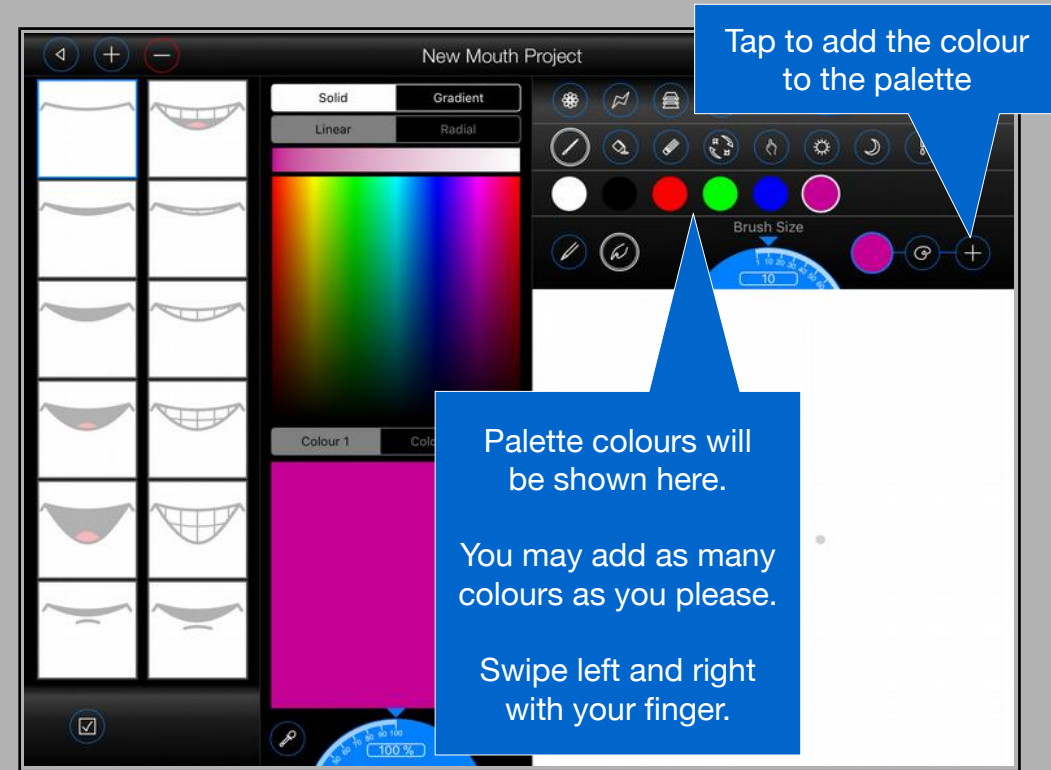 Tap to add the colour
to the palette
New Mouth Project
Solid
Gradient
Linear
Radial
Brush Size
10
Palette colours will
be shown here.
You may add as many
colours as you please.
Swipe left and right
with your finger.
Colour 1
100 %